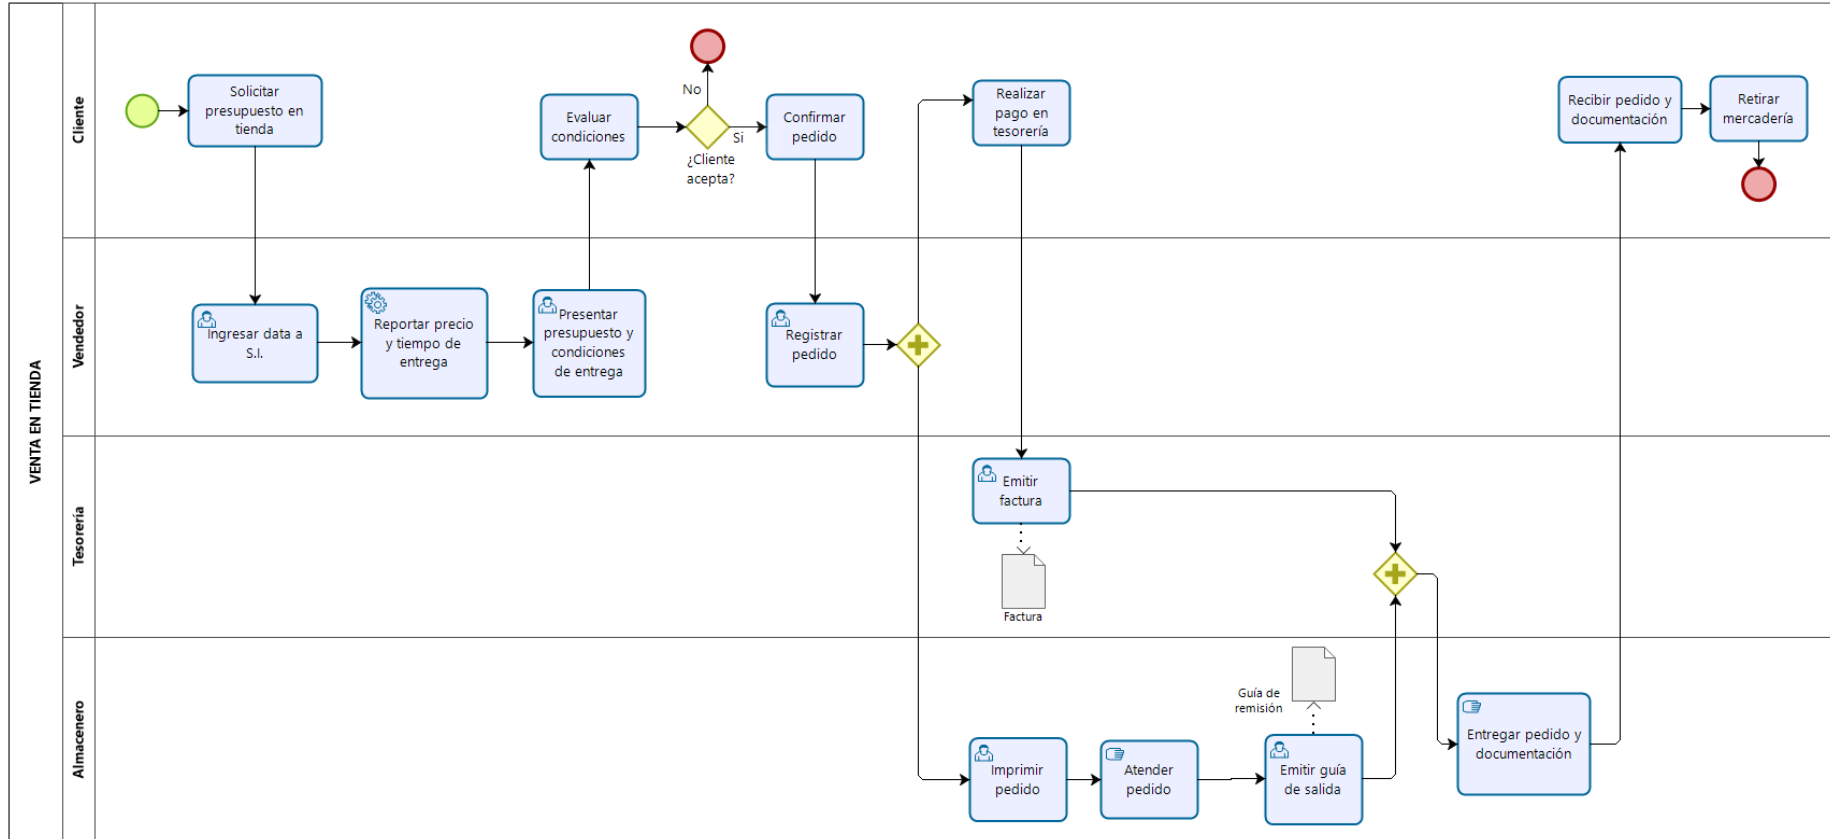 VENTA EN TIENDA
Cliente
Solicitar
presupuesto en
tienda
Evaluar
condiciones
No
Si
¿Cliente
acepta?
Confirmar
pedido
Realizar
pago en
tesorería
Recibir pedido y
documentación
Retirar
mercadería
Vendedor
Ingresar data a
S.I.
Reportar precio
y tiempo de
entrega
Presentar
presupuesto y
condiciones
de entrega
Registrar
pedido
Tesorería
Emitir
factura
Factura
Almacenero
Imprimir
pedido
Atender
pedido
Guía de
remisión
Emitir guía
de salida
Entregar pedido y
documentación